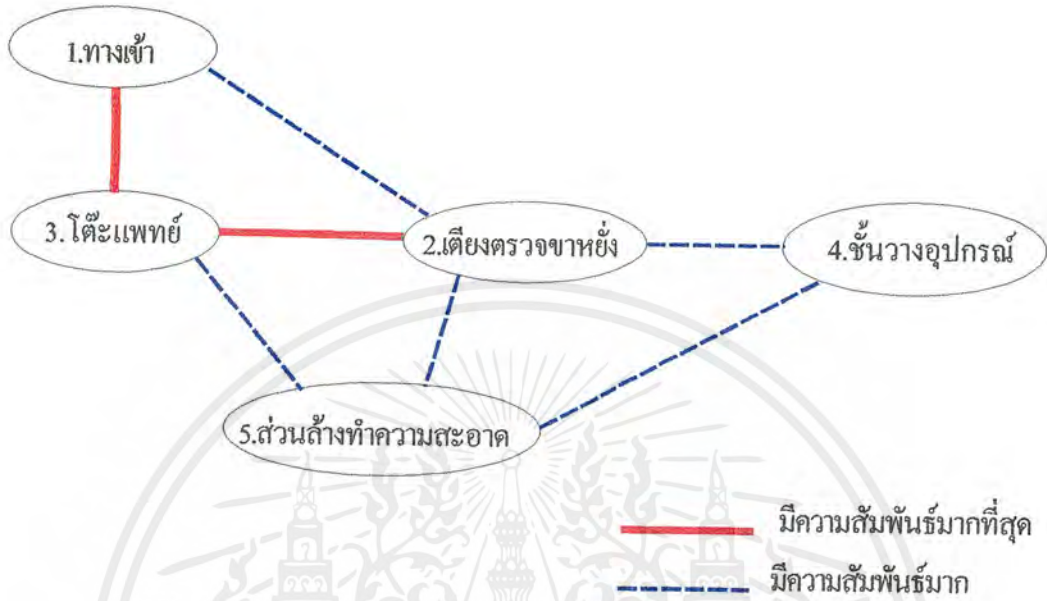 1.ทางเข้า
3.โต๊ะแพทย์
2.เตียงตรวจขาหยั่ง
4.ชั้นวางอุปกรณ์
5.ส่วนล้างทำความสะอาด
มีความสัมพันธ์มากที่สุด
มีความสัมพันธ์มาก